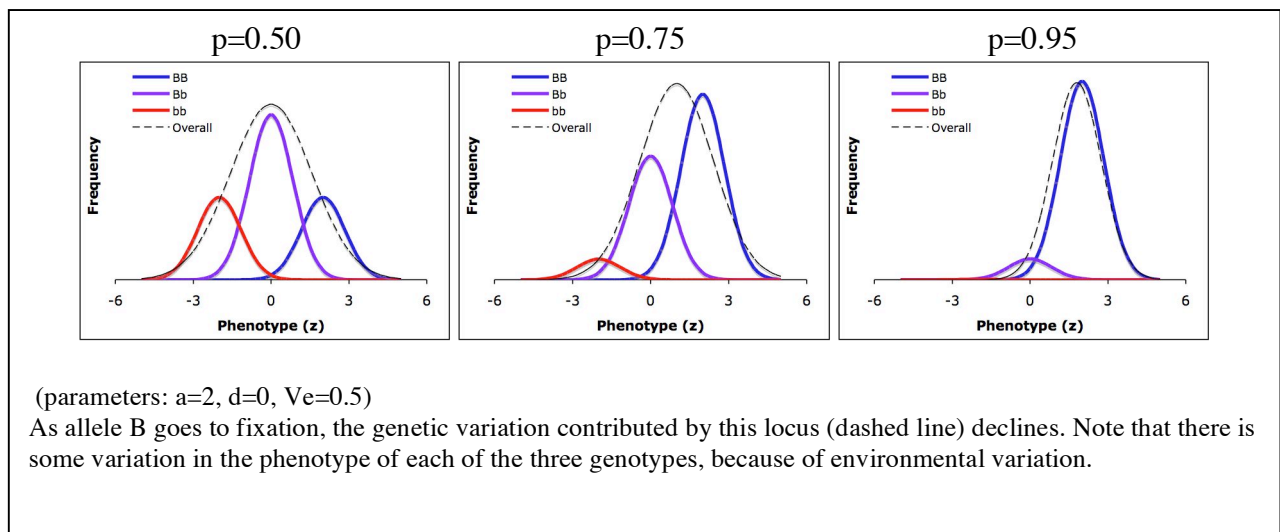 p=0.50 p=0.75 p=0.95
BB
Bb
bb
Overall
Frequency
-6 -3 0 3 6
Phenotype (z)
BB
Bb
bb
Overall
Frequency
-6 -3 0 3 6
Phenotype (z)
BB
Bb
bb
Overall
Frequency
-6 -3 0 3 6
Phenotype (z)
(parameters: a=2, d=0, Ve=0.5)
As allele B goes to fixation, the genetic variation contributed by this locus (dashed line) declines. Note that there is
some variation in the phenotype of each of the three genotypes, because of environmental variation.